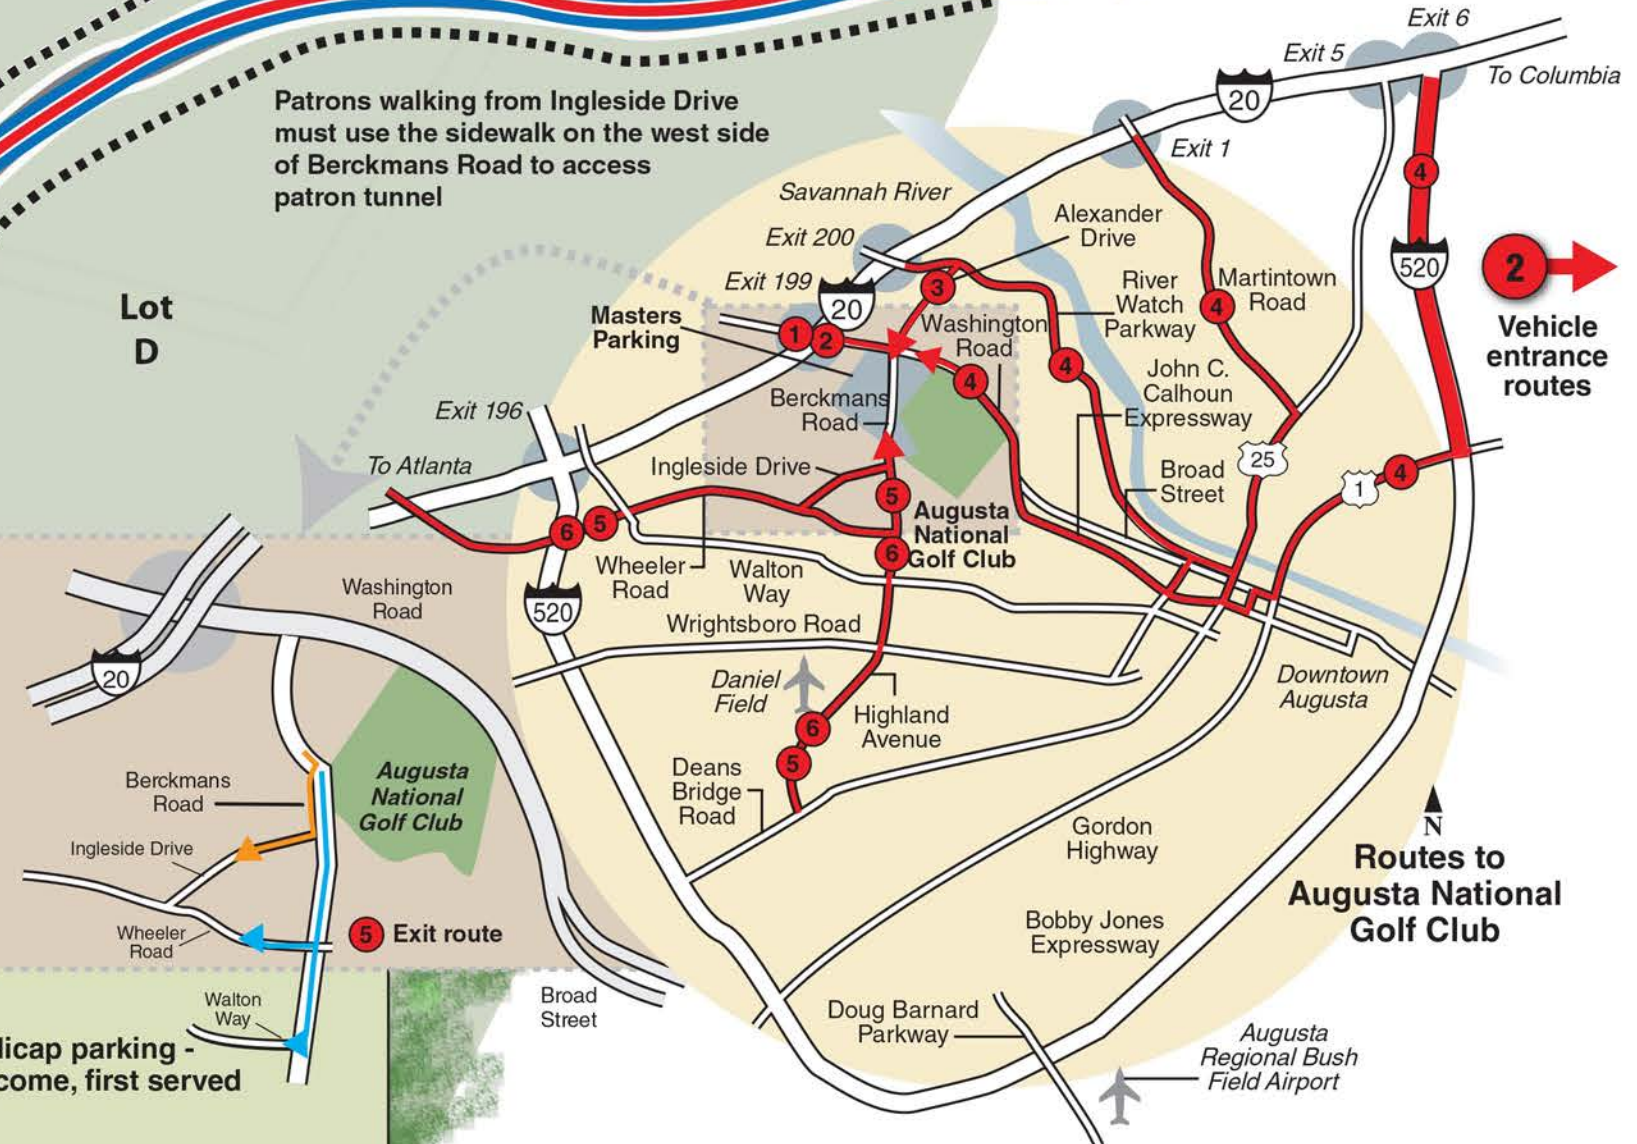 Exit 6
Exit 5
To Columbia
20
Exit 1
Patrons walking from Ingleside Drive
must use the sidewalk on the west side
of Berckmans Road to access
patron tunnel
4
Savannah River
Alexander
Drive
Exit 200
520
2
Exit 199
20
3
River
Watch
Parkway
Martintown
Road
4
Vehicle
entrance
routes
Lot
D
Masters
Parking
1
2
Washington
Road
4
4
John C.
Calhoun
Expressway
Berckmans
Road
Exit 196
To Atlanta
Ingleside Drive
25
Broad
Street
1
4
5
Augusta
National
Golf Club
6
5
6
Wheeler
Road
Walton
Way
520
Wrightsboro Road
Washington
Road
20
Daniel
Field
Downtown
Augusta
Highland
Avenue
6
5
Deans
Bridge
Road
Berckmans
Road
Augusta
National
Golf Club
Ingleside Drive
Gordon
Highway
N
Routes to
Augusta National
Golf Club
Wheeler
Road
5
Exit route
Bobby Jones
Expressway
Walton
Way
Broad
Street
Doug Barnard
Parkway
Augusta
Regional Bush
Field Airport
licap parking -
come, first served